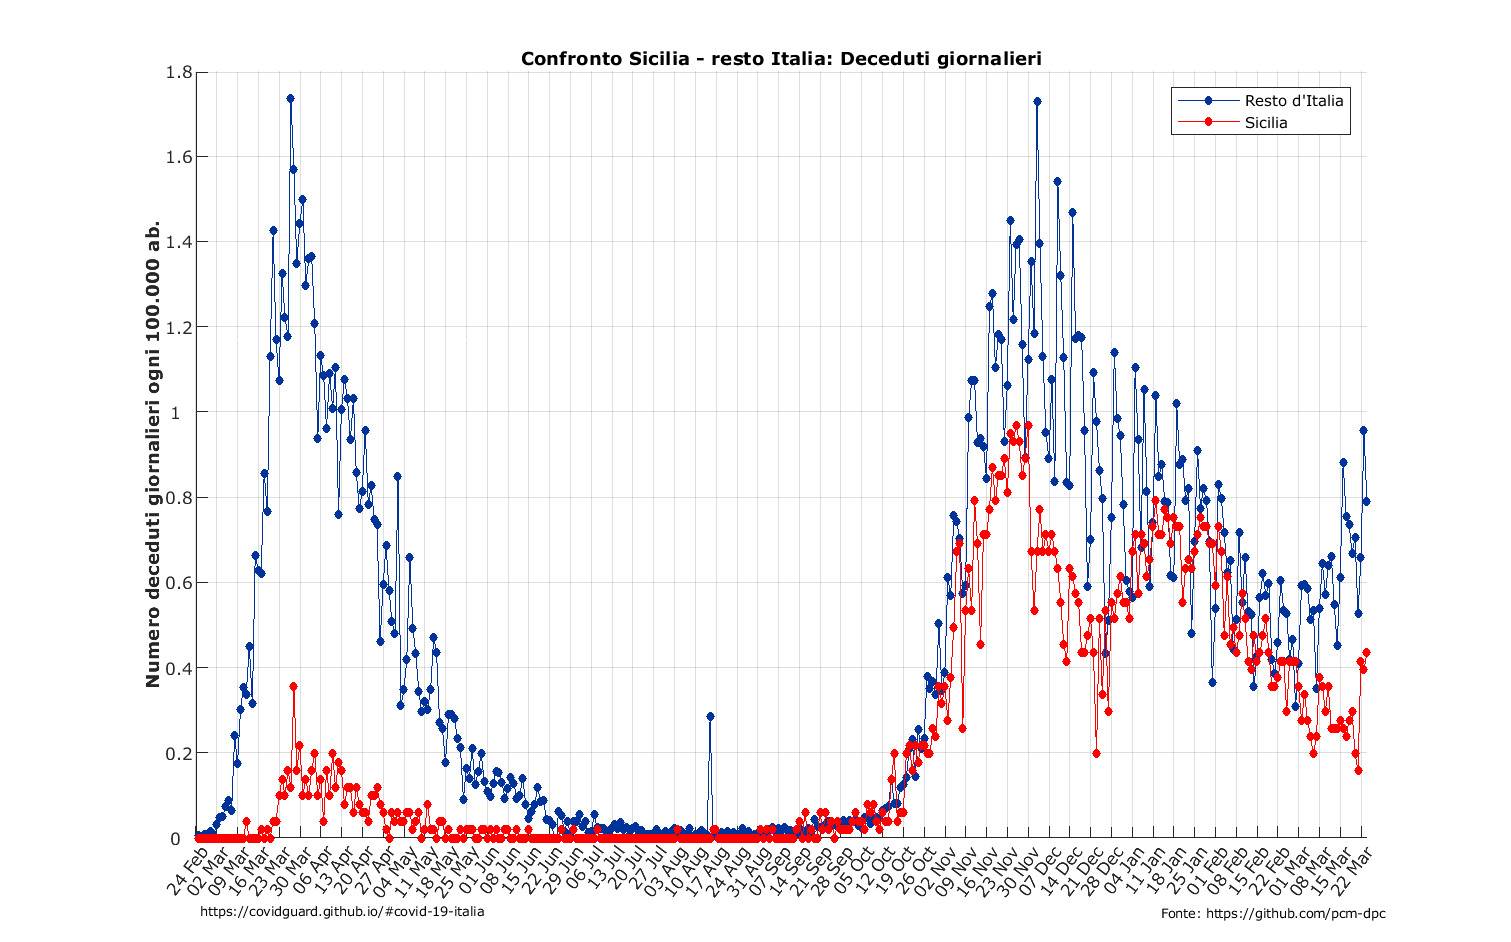 Confronto Sicilia - resto Italia: Deceduti giornalieri
Numero deceduti giornalieri ogni 100.000 ab.
1.8
1.6
1.4
1.2
1
0.8
0.6
0.4
0.2
0
Resto d'Italia
Sicilia
24 Feb
02 Mar
09 Mar
16 Mar
23 Mar
30 Mar
06 Apr
13 Apr
20 Apr
27 Apr
04 May
11 May
18 May
25 May
01 Jun
08 Jun
15 Jun
22 Jun
29 Jun
06 Jul
13 Jul
20 Jul
27 Jul
03 Aug
10 Aug
17 Aug
24 Aug
31 Aug
07 Sep
14 Sep
21 Sep
28 Sep
05 Oct
12 Oct
19 Oct
26 Oct
02 Nov
09 Nov
16 Nov
23 Nov
30 Nov
07 Dec
14 Dec
21 Dec
28 Dec
04 Jan
11 Jan
18 Jan
25 Jan
01 Feb
08 Feb
15 Feb
22 Feb
01 Mar
08 Mar
15 Mar
22 Mar
https://covidguard.github.io/#covid-19-italia
Fonte: https://github.com/pcm-dpc